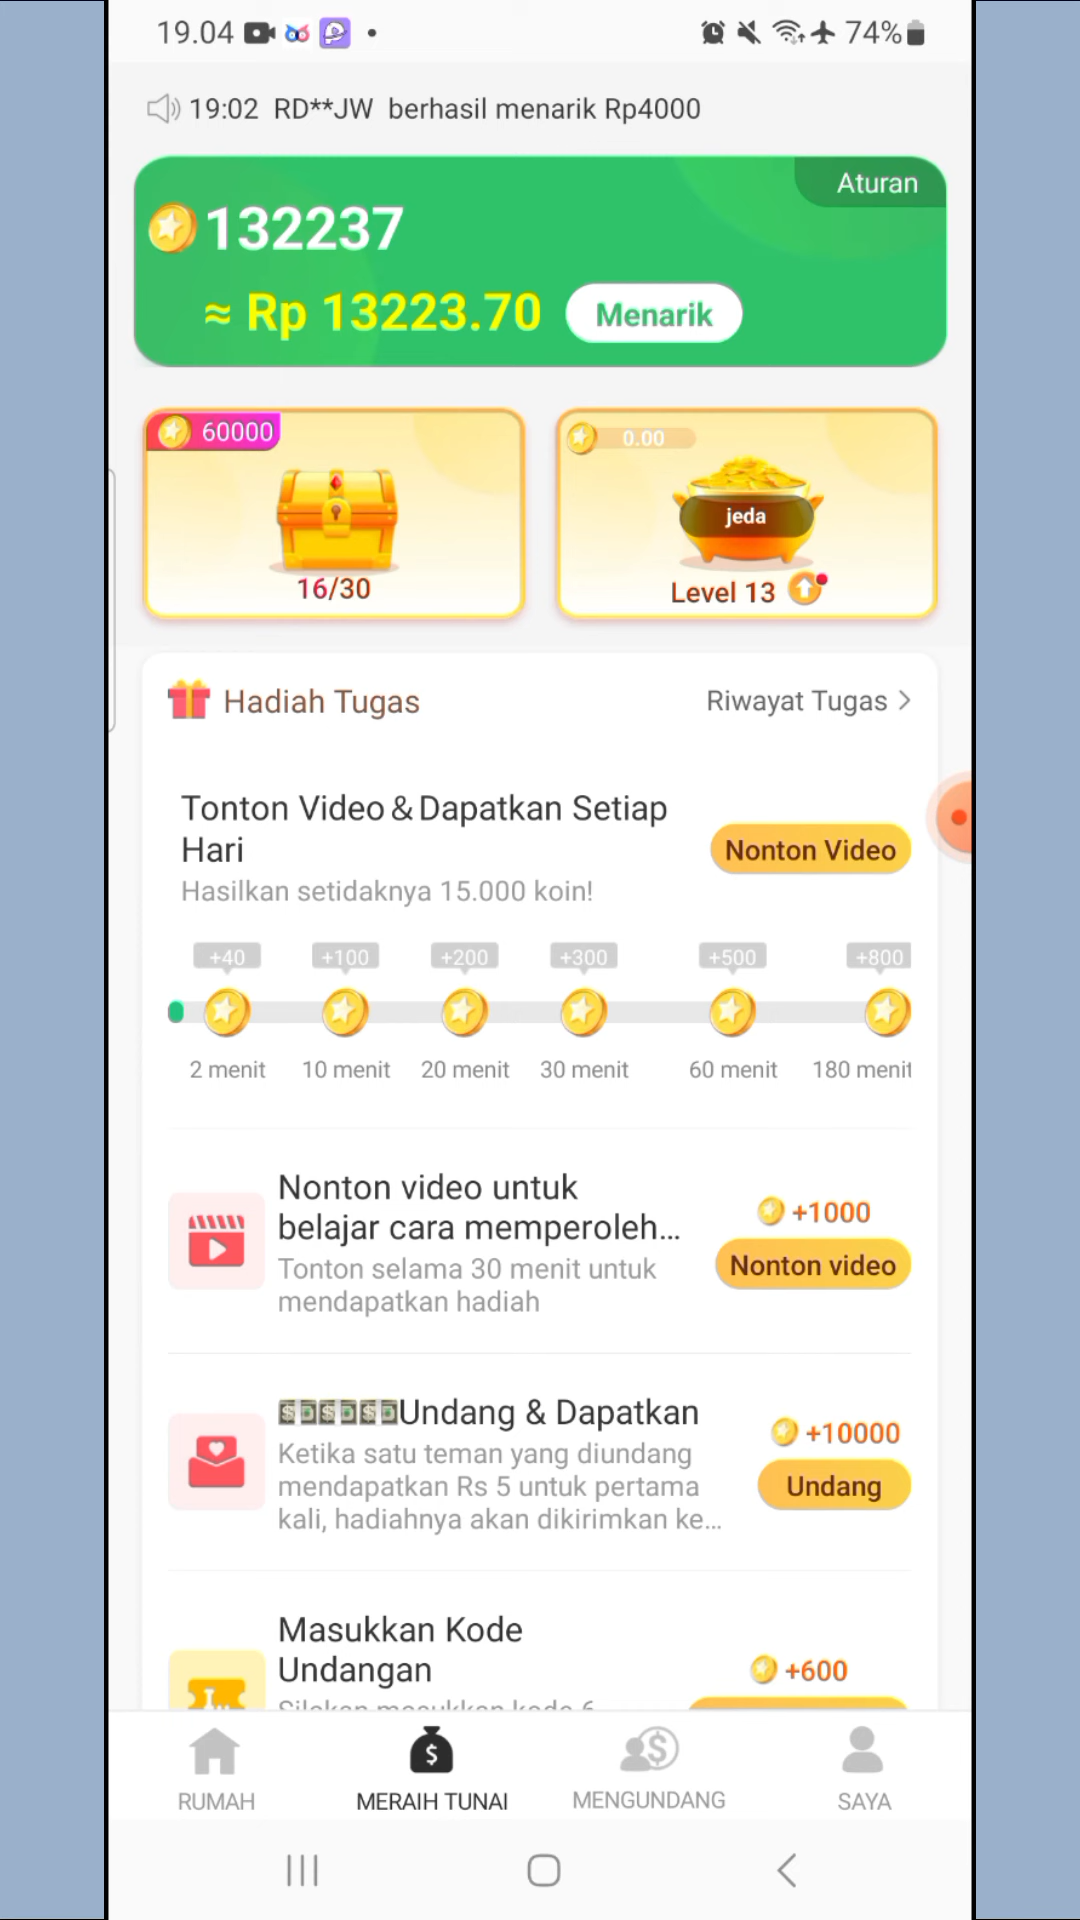 19.04
74%
19:02 RD**JW berhasil menarik Rp4000
Aturan
132237
≈ Rp 13223.70
Menarik
60000
16/30
0.00
jeda
Level 13
Hadiah Tugas
Riwayat Tugas >
Tonton Video & Dapatkan Setiap
Hari
Nonton Video
Hasilkan setidaknya 15.000 koin!
+40 +100 +200 +300 +500 +800
2 menit 10 menit 20 menit 30 menit 60 menit 180 menit
Nonton video untuk
belajar cara memperoleh...
+1000
Nonton video
Tonton selama 30 menit untuk
mendapatkan hadiah
Undang & Dapatkan
+10000
Undang
Ketika satu teman yang diundang
mendapatkan Rs 5 untuk pertama
kali, hadiahnya akan dikirimkan ke...
Masukkan Kode
Undangan
+600
Silakan masukkan kode 6
RUMAH
MERAIH TUNAI
MENGUNDANG
SAYA